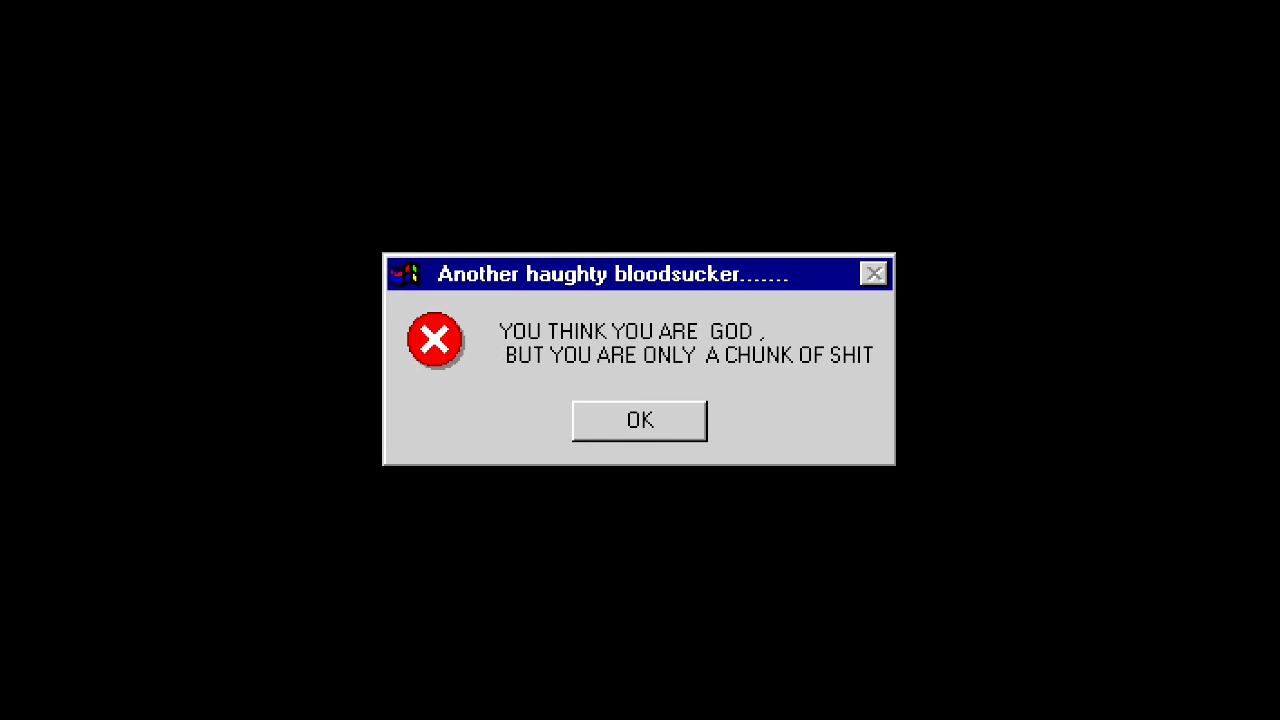 Another haughty bloodsucker.......
YOU THINK YOU ARE  GOD ,
BUT YOU ARE ONLY  A CHUNK OF SHIT
OK